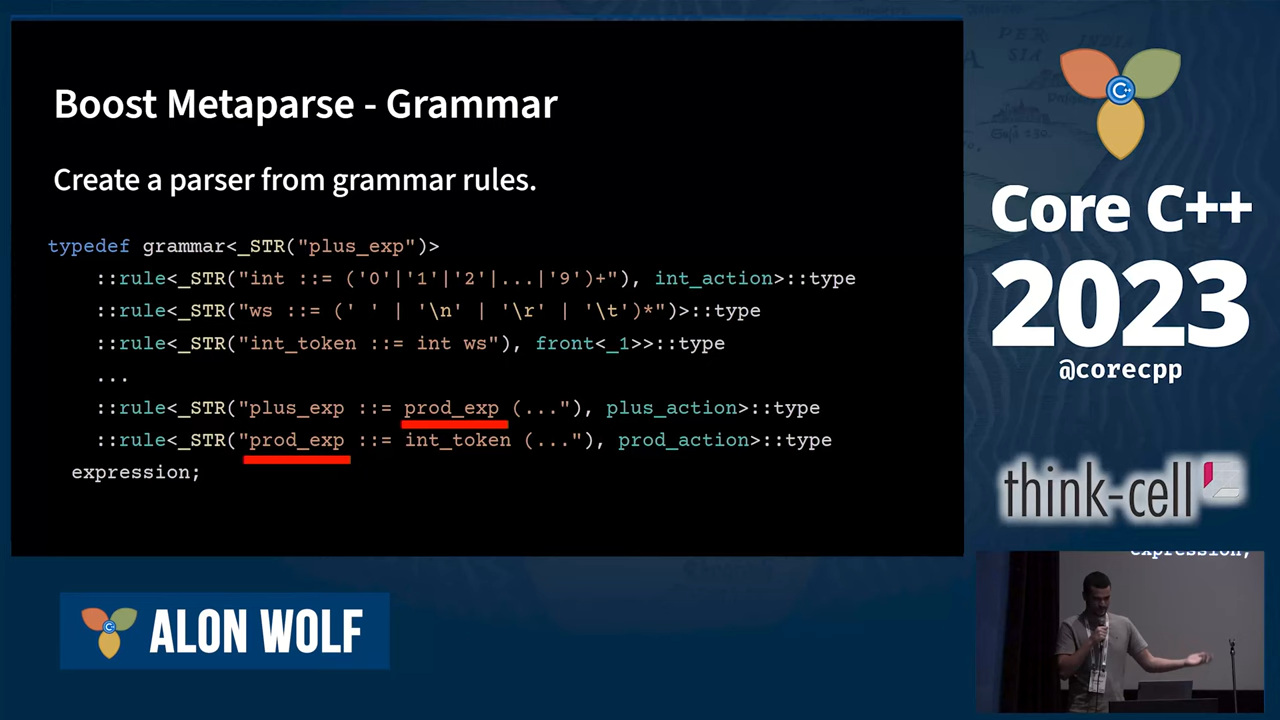 Boost Metaparse - Grammar
Create a parser from grammar rules.
typedef grammar<_STR("plus_exp")>
::rule<_STR("int ::= ('0'|'1'|'2'|...|'9')+"), int_action>::type
::rule<_STR("ws ::= (' ' | '\n' | '\r' | '\t')*")>::type
::rule<_STR("int_token ::= int ws"), front<_1>>::type
...
::rule<_STR("plus_exp ::= prod_exp (..."), plus_action>::type
::rule<_STR("prod_exp ::= int_token (..."), prod_action>::type
expression;
C++
Core C++
2023
@corecpp
think-cell
expression;
ALON WOLF